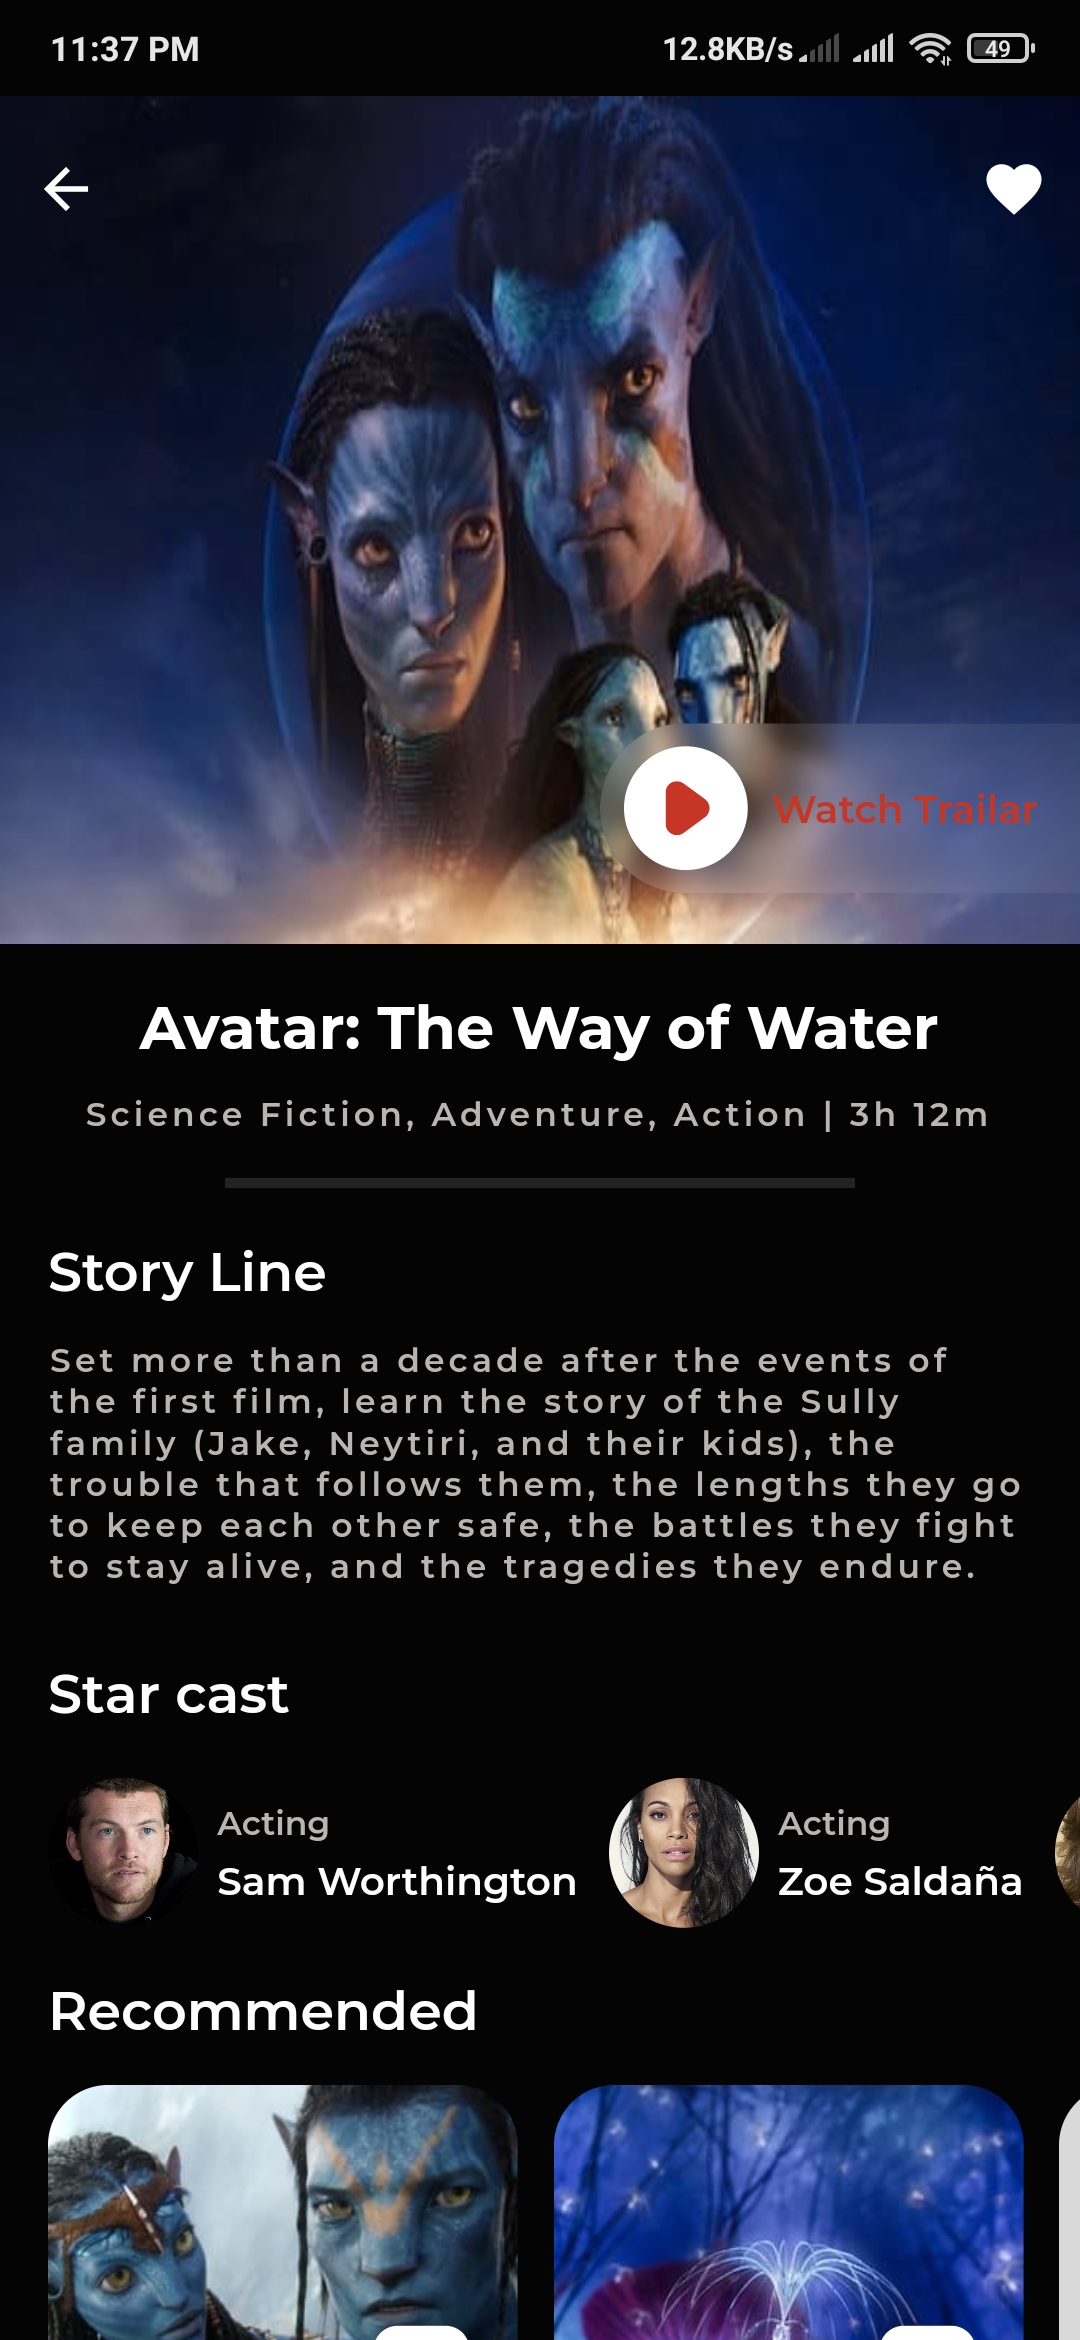 11:37 PM
12.8KB/s
49
Watch Trailar
Avatar: The Way of Water
Science Fiction, Adventure, Action | 3h 12m
Story Line
Set more than a decade after the events of
the first film, learn the story of the Sully
family (Jake, Neytiri, and their kids), the
trouble that follows them, the lengths they go
to keep each other safe, the battles they fight
to stay alive, and the tragedies they endure.
Star cast
Acting
Sam Worthington
Acting
Zoe Saldaña
Recommended